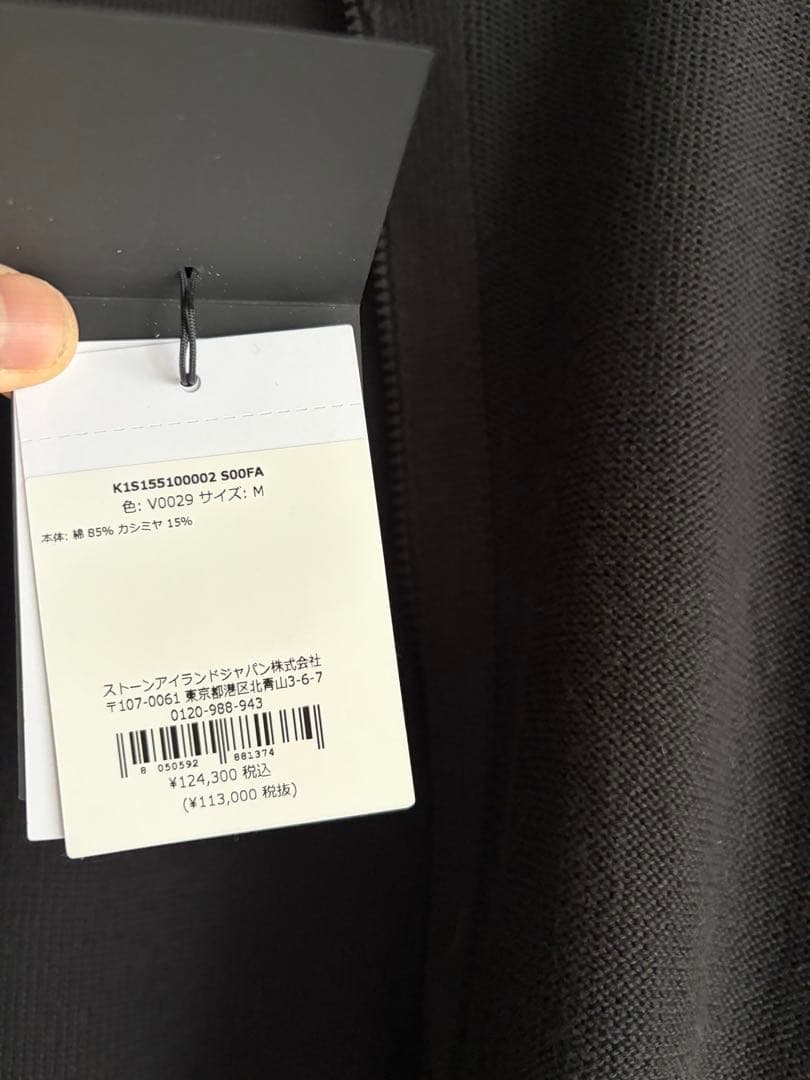 K1S155100002 S00FA
色: V0029 サイズ: M
本体: 綿 85% カシミヤ 15%
ストーンアイランドジャパン株式会社
〒107-0061 東京都港区北青山3-6-7
0120-988-943
8 050592 881374
¥124,300 税込
(¥113,000 税抜)